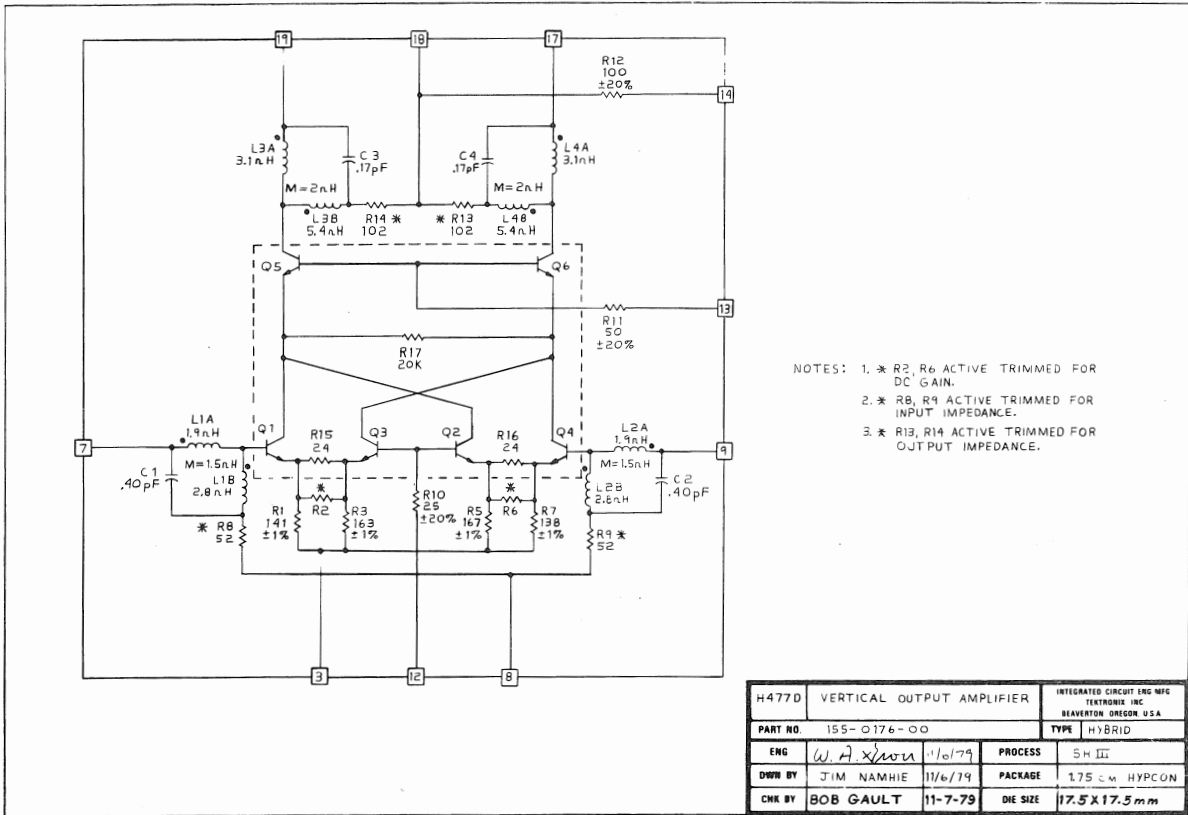 19
18
17
R12
100
±20%
14
L3A
3.1nH
C3
.17pF
C4
.17pF
L4A
3.1nH
M=2nH
M=2nH
L3B
5.4nH
R14 *
102
* R13
102
L4B
5.4nH
Q5
Q6
13
R11
50
±20%
R17
20K
NOTES: 1. * R2, R6 ACTIVE TRIMMED FOR
DC GAIN.
2. * R8, R9 ACTIVE TRIMMED FOR
INPUT IMPEDANCE.
3. * R13, R14 ACTIVE TRIMMED FOR
OUTPUT IMPEDANCE.
L1A
1.9nH
Q1
R15
24
Q3
Q2
R16
24
Q4
L2A
1.9nH
7
9
M=1.5nH
M=1.5nH
C1
.40pF
L1B
2.8nH
L2B
2.8nH
C2
.40pF
*
R2
*
R6
R10
25
±20%
R1
141
±1%
R3
163
±1%
R5
167
±1%
R7
138
±1%
* R8
52
R9 *
52
3
12
8
H477D VERTICAL OUTPUT AMPLIFIER
INTEGRATED CIRCUIT ENG MFG
TEKTRONIX INC
BEAVERTON OREGON U.S.A
PART NO. 155-0176-00 TYPE HYBRID
ENG W. A. 11/6/79 PROCESS SH III
DWN BY JIM NAMHIE 11/6/79 PACKAGE 1.75 cm HYPCON
CHK BY BOB GAULT 11-7-79 DIE SIZE 17.5X17.5mm